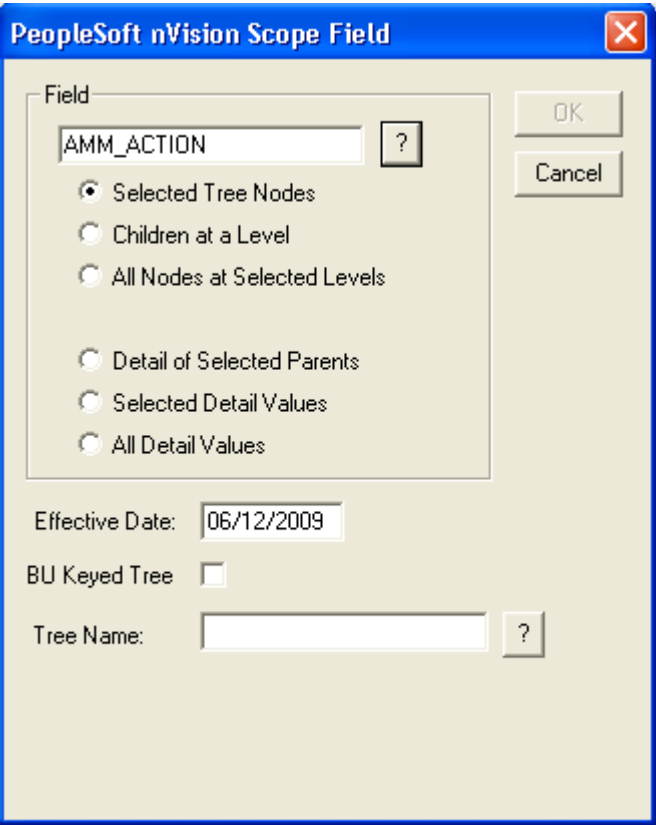 PeopleSoft nVision Scope Field
Field
OK
AMM_ACTION
?
Cancel
Selected Tree Nodes
Children at a Level
All Nodes at Selected Levels
Detail of Selected Parents
Selected Detail Values
All Detail Values
Effective Date: 06/12/2009
BU Keyed Tree
Tree Name:
?